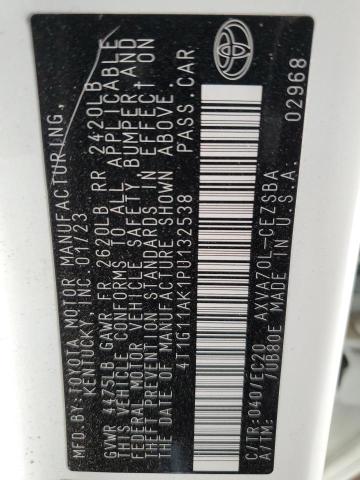 MFD.BY:TOYOTA MOTOR MANUFACTURING,
KENTUCKY, INC. 01/23
GVWR 4475LB GAWR FR 2620LB RR 2420LB
THIS VEHICLE CONFORMS TO ALL APPLICABLE
FEDERAL MOTOR VEHICLE SAFETY, BUMPER, AND
THEFT PREVENTION STANDARDS IN EFFECT ON
THE DATE OF MANUFACTURE SHOWN ABOVE.
4T1G11AK1PU132538 PASS.CAR
C/TR:040/EC20 AXVA70L-CEZSBA
A/TM: /UB80E MADE IN U.S.A.
02968